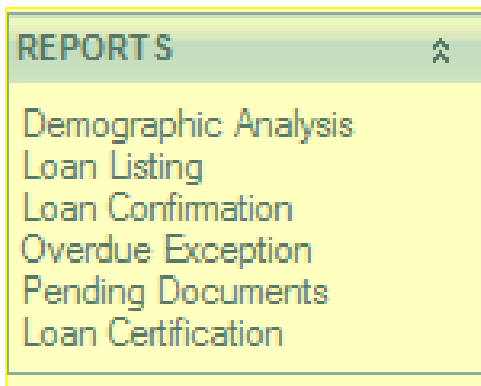 REPORTS
Demographic Analysis
Loan Listing
Loan Confirmation
Overdue Exception
Pending Documents
Loan Certification